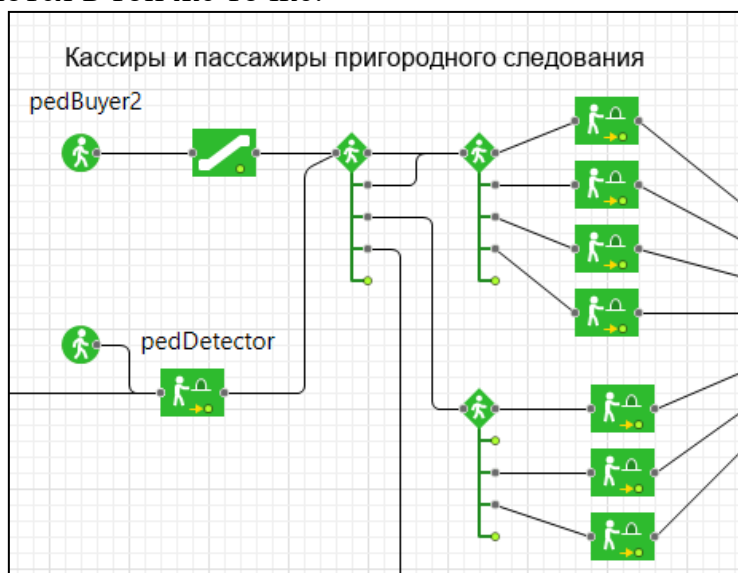 Кассиры и пассажиры пригородного следования
pedBuyer2
pedDetector